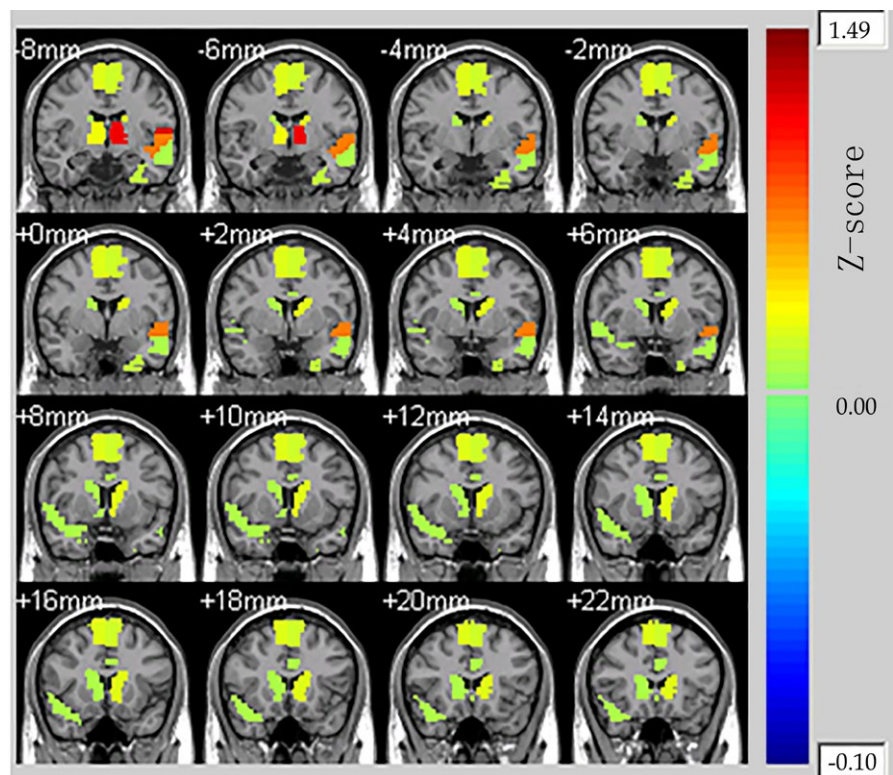 -8mm -6mm -4mm -2mm
+0mm +2mm +4mm +6mm
+8mm +10mm +12mm +14mm
+16mm +18mm +20mm +22mm
1.49
Z-score
0.00
-0.10